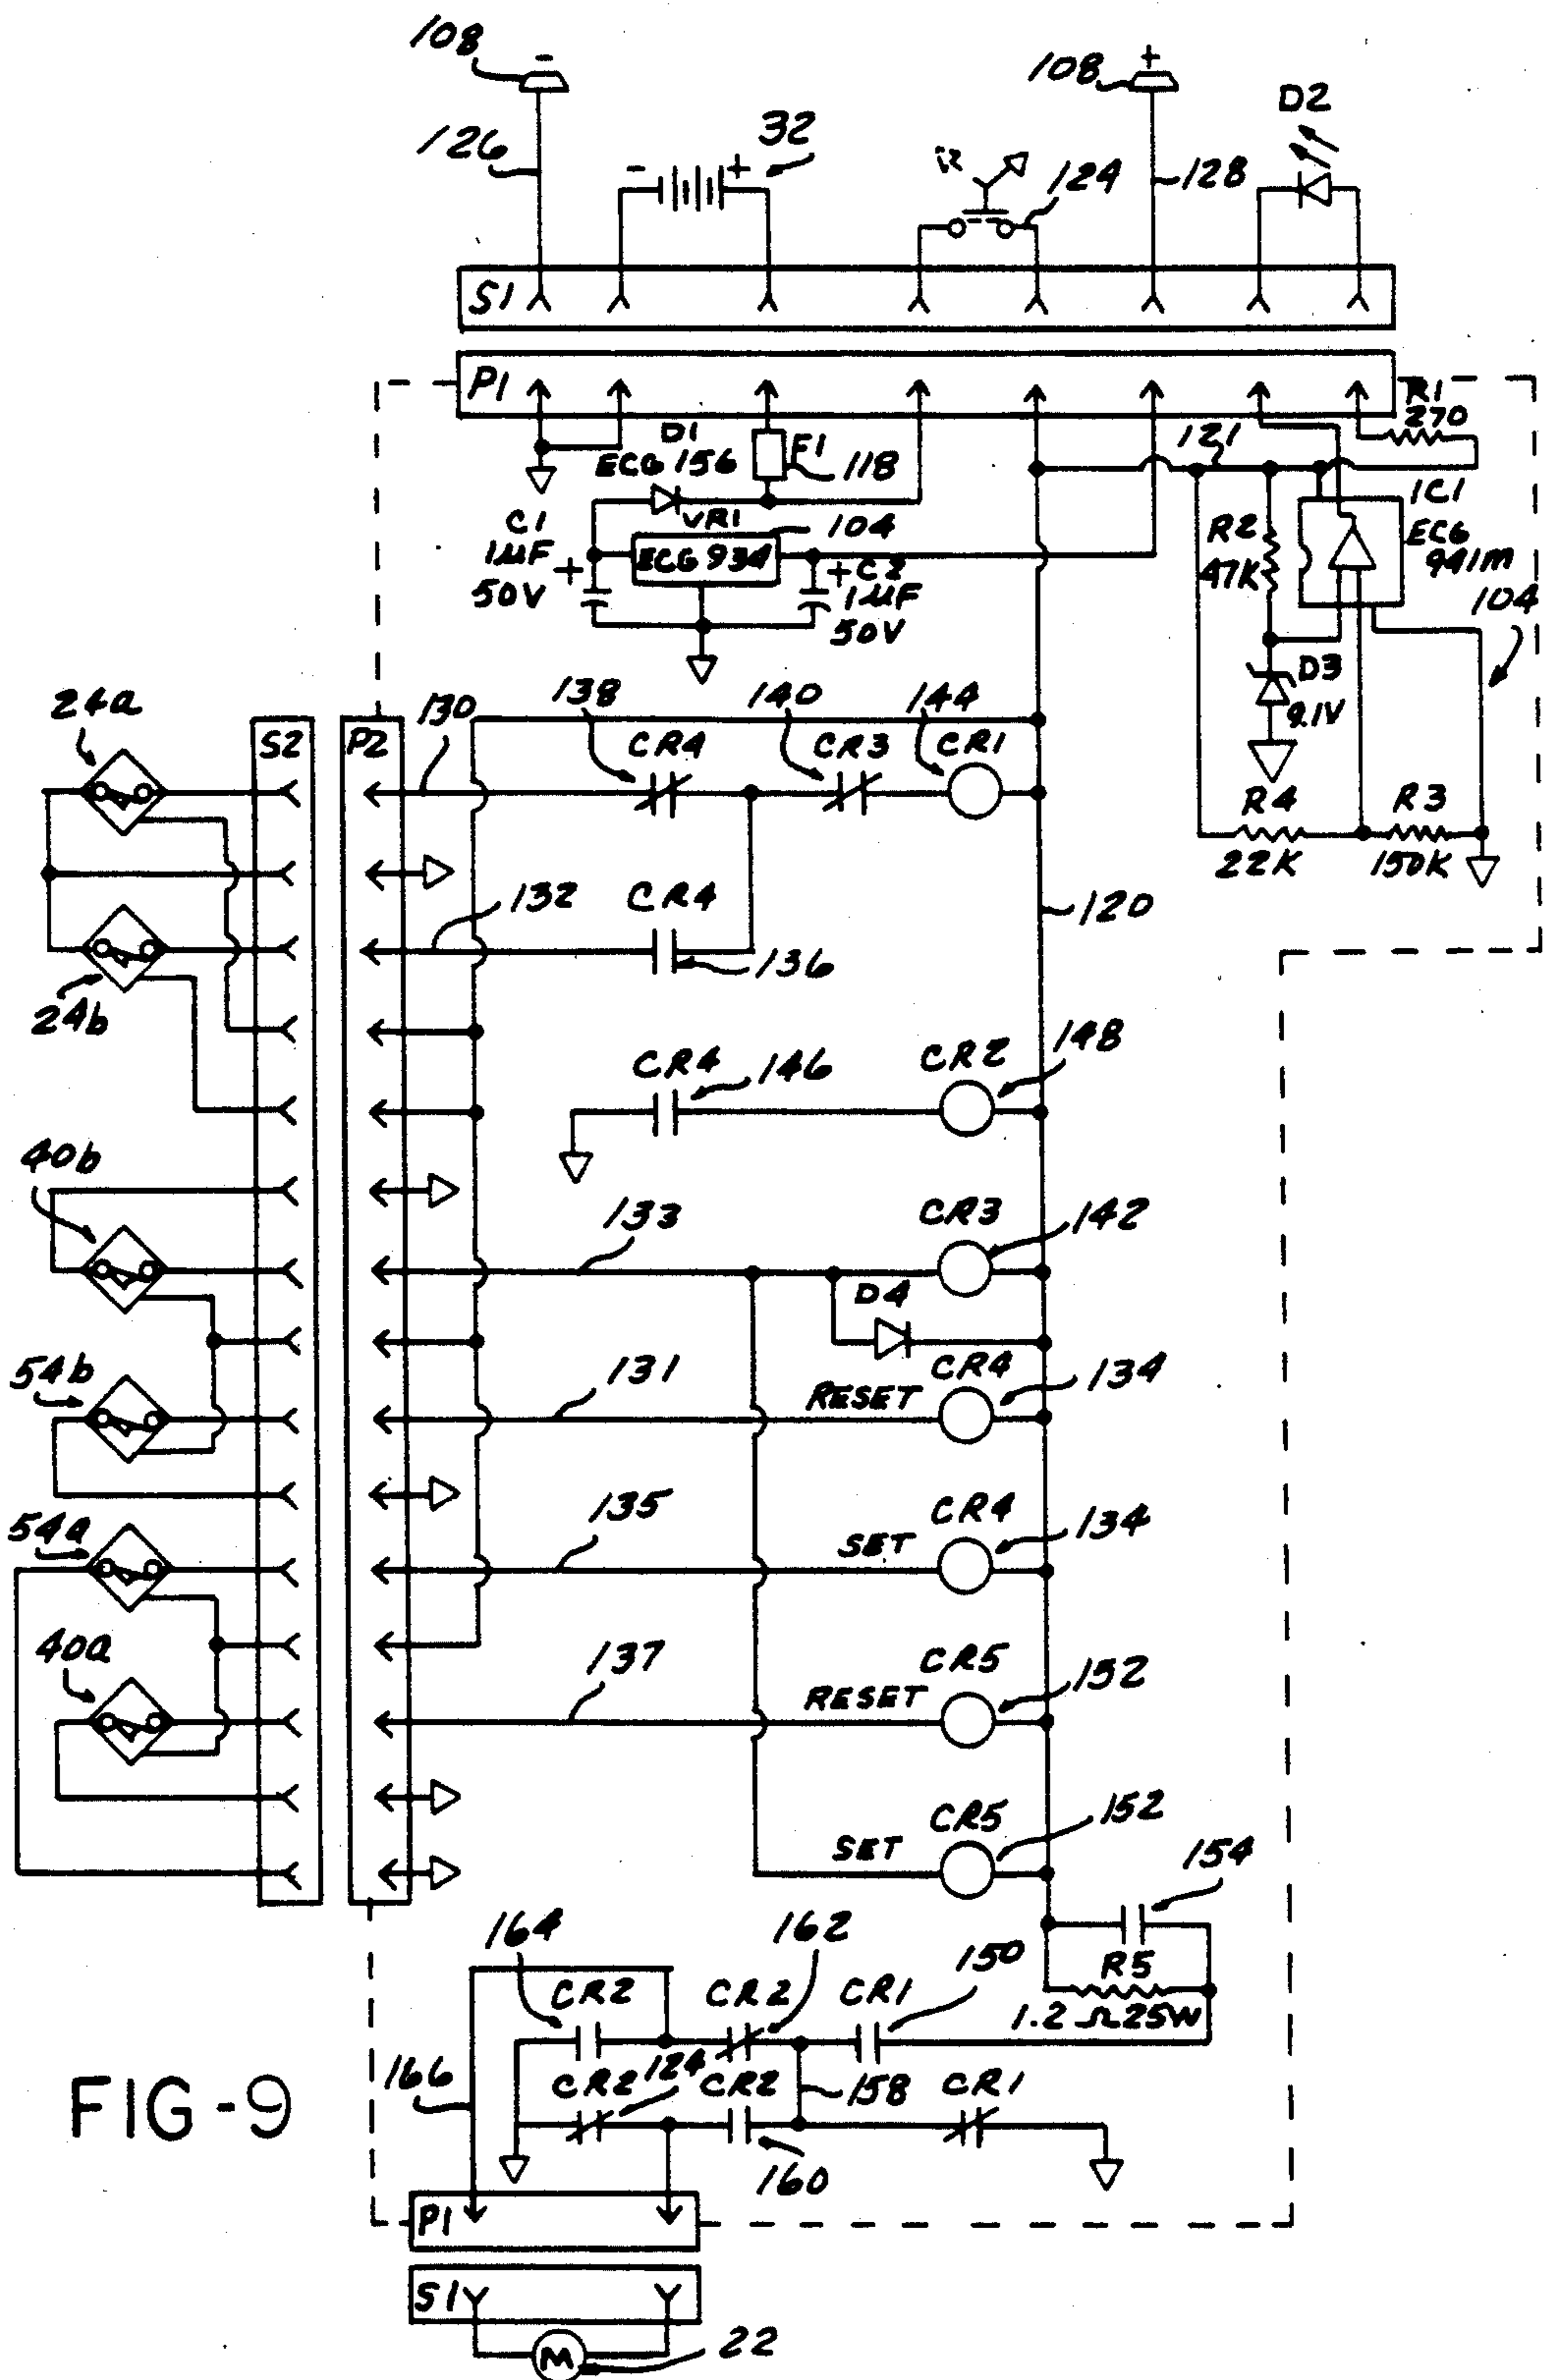 108 - 108 + D2
126 - + 32 124 128
S1
P1 R1
270
D1 F1 118 121
ECG 156
C1 VR1 104 IC1
1µF + ECG 934 + C2 R2 ECG
50V 1µF 47K 941M
50V 104
D3
9.1V
24a S2 P2 130 138 140 144
CR4 CR3 CR1
R4 R3
22K 150K
132 CR4 120
136
24b
CR4 146 CR2 148
40b
133 CR3 142
D4
54b 131 RESET CR4 134
54a 135 SET CR4 134
40a 137 RESET CR5 152
SET CR5 152
154
164 162 150 R5
CR2 CR2 CR1 1.2 Ω 25W
166 CR2 124 CR2 158 CR1
FIG-9
160
P1
S1
M 22